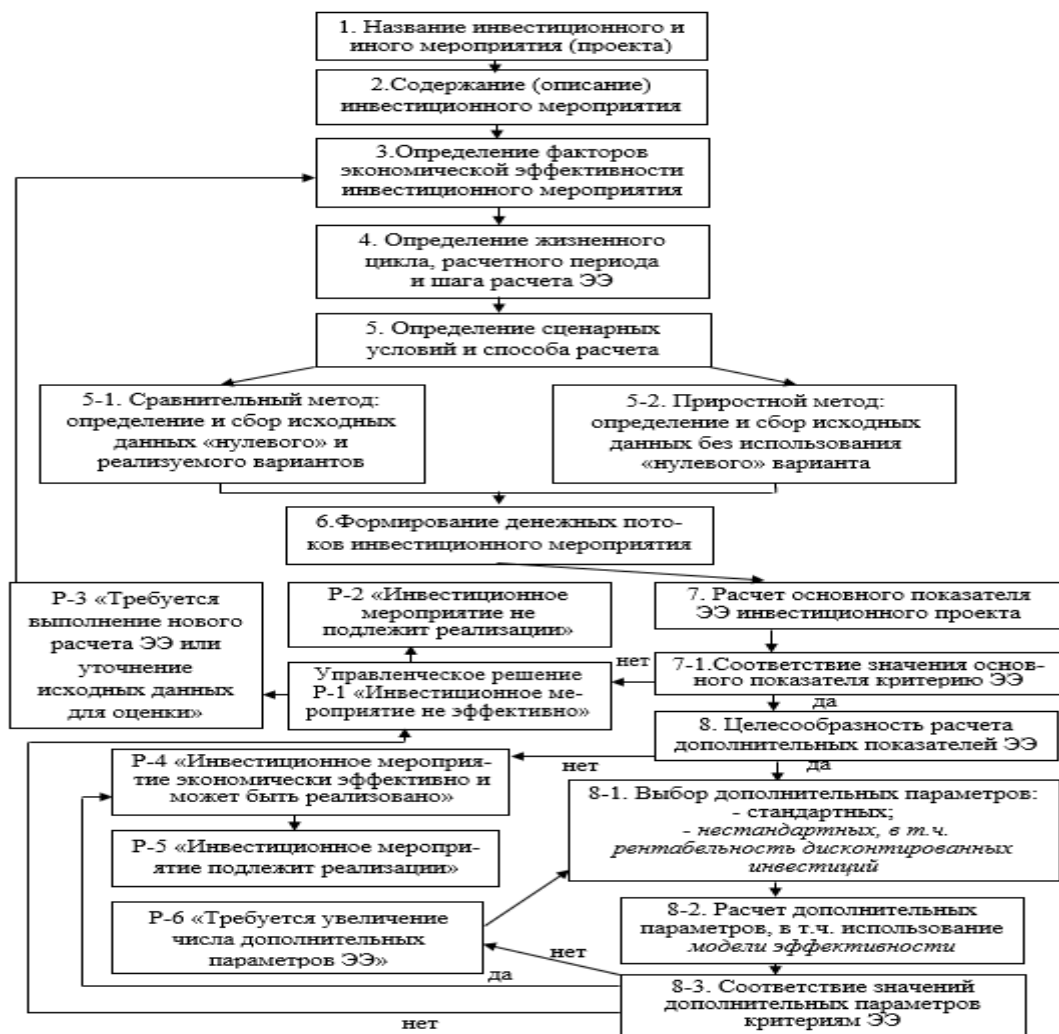 1. Название инвестиционного и
иного мероприятия (проекта)
2.Содержание (описание)
инвестиционного мероприятия
3.Определение факторов
экономической эффективности
инвестиционного мероприятия
4. Определение жизненного
цикла, расчетного периода
и шага расчета ЭЭ
5. Определение сценарных
условий и способа расчета
5-1. Сравнительный метод:
определение и сбор исходных
данных «нулевого» и
реализуемого вариантов
5-2. Приростной метод:
определение и сбор исходных
данных без использования
«нулевого» варианта
6.Формирование денежных пото-
ков инвестиционного мероприятия
Р-3 «Требуется
выполнение нового
расчета ЭЭ или
уточнение
исходных данных
для оценки»
Р-2 «Инвестиционное
мероприятие не
подлежит реализации»
7. Расчет основного показателя
ЭЭ инвестиционного проекта
Управленческое решение
Р-1 «Инвестиционное ме-
роприятие не эффективно»
нет
7-1.Соответствие значения основ-
ного показателя критерию ЭЭ
да
8. Целесообразность расчета
дополнительных показателей ЭЭ
нет
да
Р-4 «Инвестиционное мероприя-
тие экономически эффективно и
может быть реализовано»
8-1. Выбор дополнительных параметров:
- стандартных;
- нестандартных, в т.ч.
рентабельность дисконтированных
инвестиций
Р-5 «Инвестиционное меропри-
ятие подлежит реализации»
Р-6 «Требуется увеличение
числа дополнительных
параметров ЭЭ»
8-2. Расчет дополнительных
параметров, в т.ч. использование
модели эффективности
нет
да
8-3. Соответствие значений
дополнительных параметров
критериям ЭЭ
нет